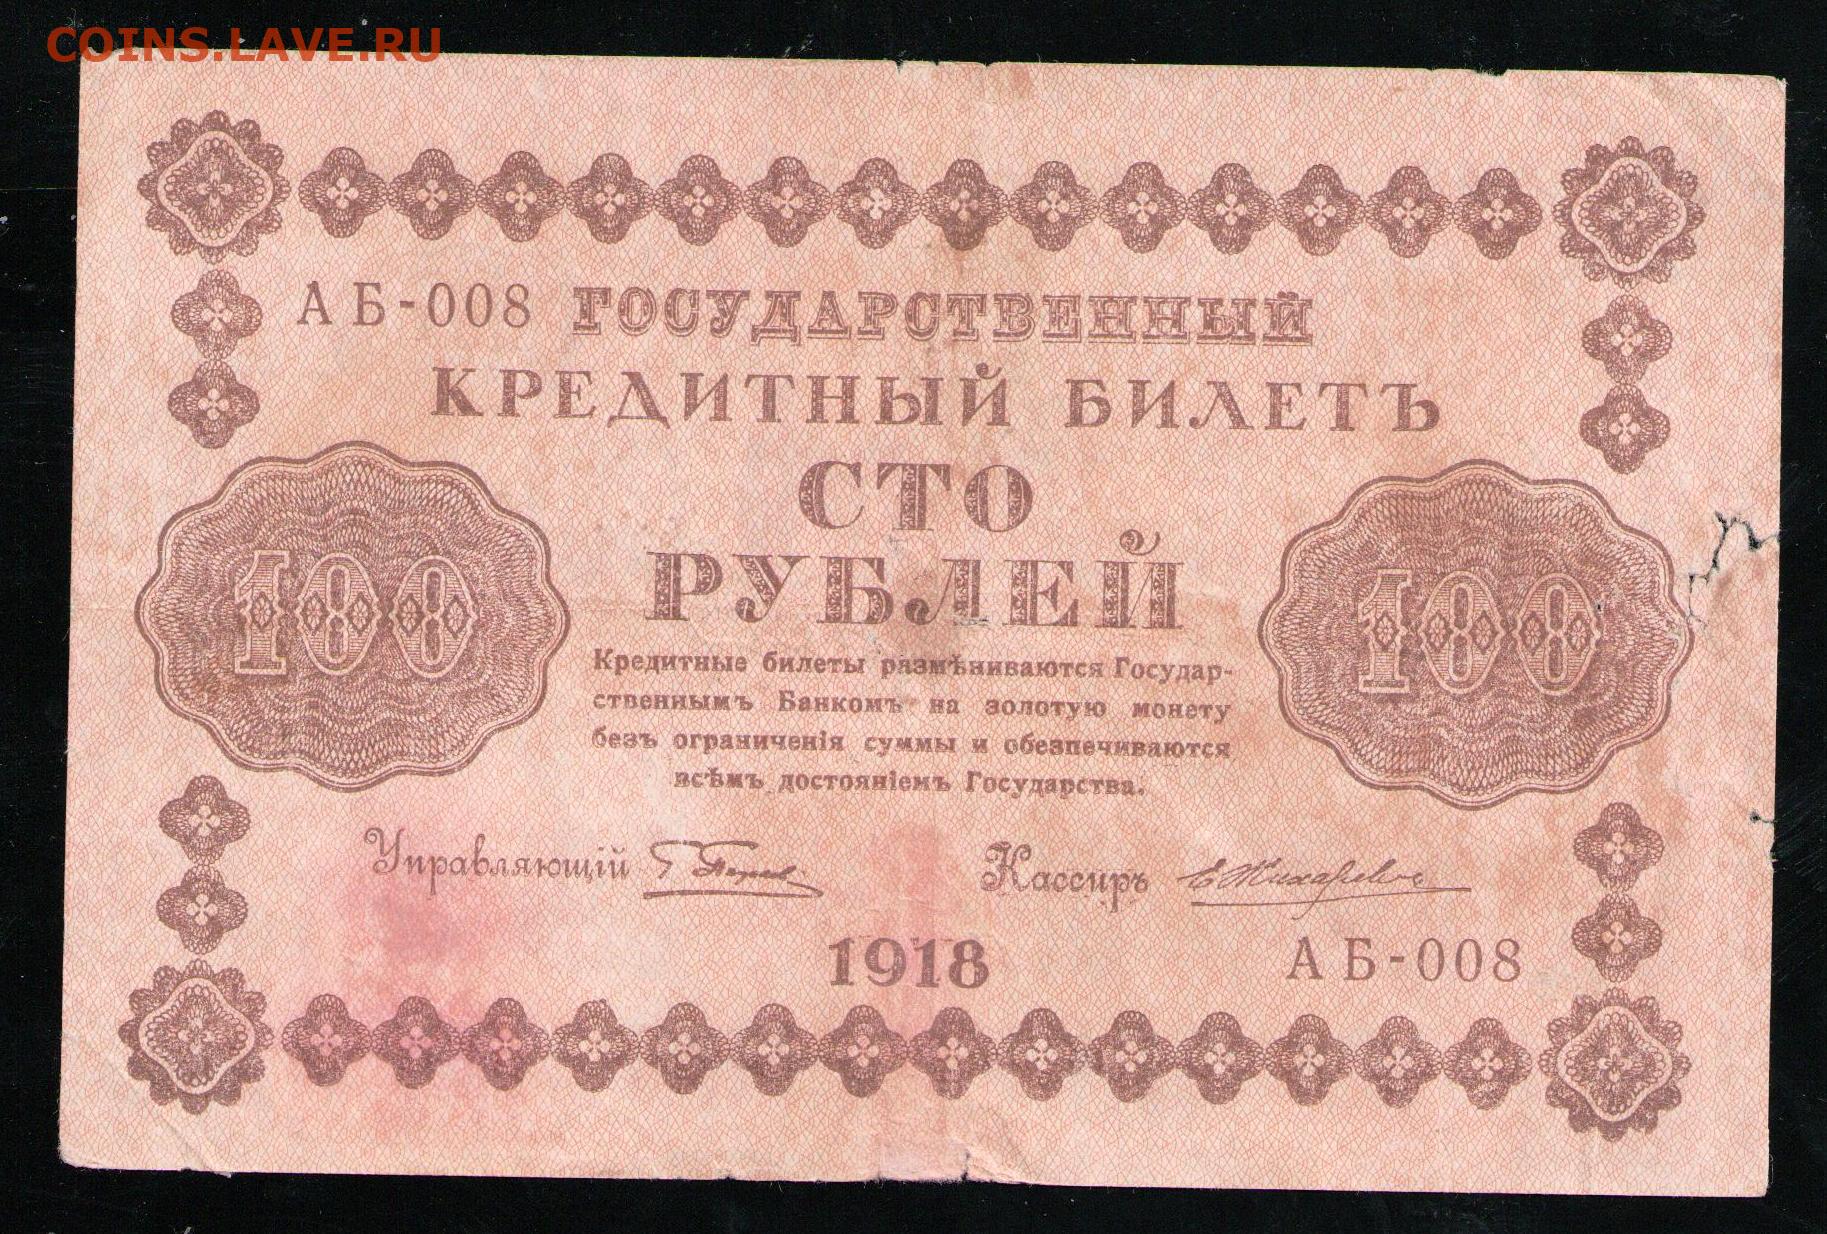 COINS.LAVE.RU
АБ-008 ГОСУДАРСТВЕННЫЙ
КРЕДИТНЫЙ БИЛЕТЪ
СТО
РУБЛЕЙ
100
100
Кредитные билеты размѣниваются Государ-
ственнымъ Банкомъ на золотую монету
безъ ограниченія суммы и обезпечиваются
всѣмъ достояніемъ Государства.
Управляющій
Кассиръ
1918
АБ-008